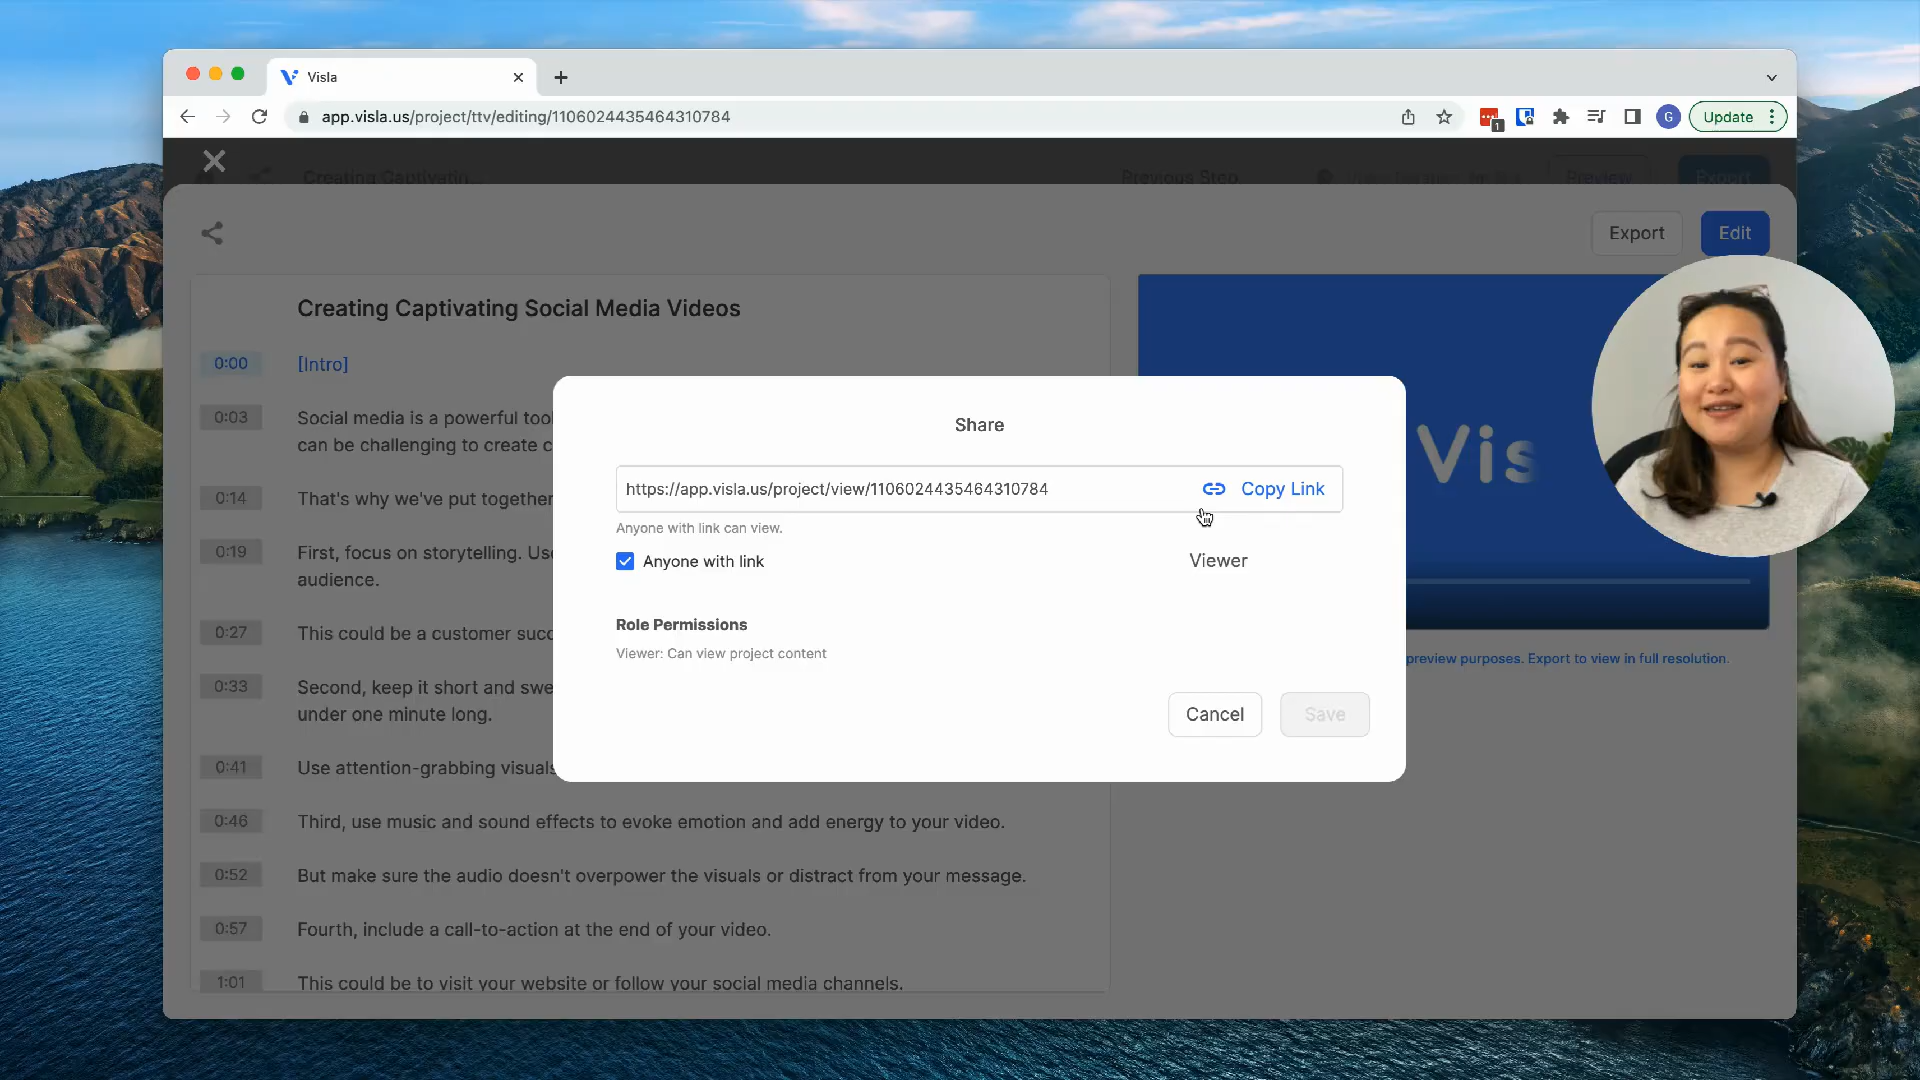 Visla
app.visla.us/project/ttv/editing/1106024435464310784
1
G
Update
Creating Captivatin...
Previous Step
Preview
Export
Export
Edit
Creating Captivating Social Media Videos
0:00 [Intro]
0:03 Social media is a powerful tool
can be challenging to create c
0:14 That's why we've put together
0:19 First, focus on storytelling. Us
audience.
0:27 This could be a customer succ
0:33 Second, keep it short and swe
under one minute long.
0:41 Use attention-grabbing visuals
0:46 Third, use music and sound effects to evoke emotion and add energy to your video.
0:52 But make sure the audio doesn't overpower the visuals or distract from your message.
0:57 Fourth, include a call-to-action at the end of your video.
1:01 This could be to visit your website or follow your social media channels.
Vis
preview purposes. Export to view in full resolution.
Share
https://app.visla.us/project/view/1106024435464310784
Copy Link
Anyone with link can view.
Anyone with link
Viewer
Role Permissions
Viewer: Can view project content
Cancel
Save